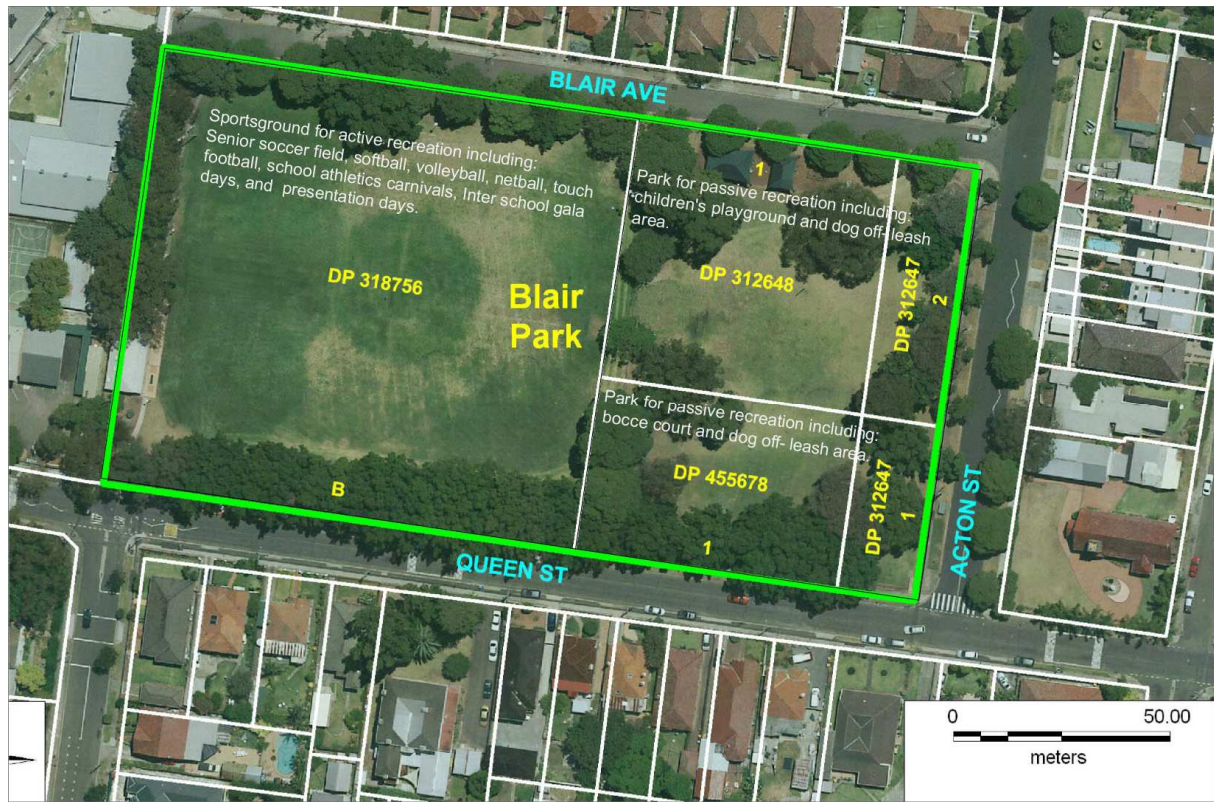 BLAIR AVE
Sportsground for active recreation including:
Senior soccer field, softball, volleyball, netball, touch
football, school athletics carnivals, Inter school gala
days, and presentation days.
1
Park for passive recreation including:
children's playground and dog off- leash
area.
DP 318756
Blair
Park
DP 312648
DP 312647
2
Park for passive recreation including:
bocce court and dog off- leash area.
DP 455678
DP 312647
1
B
1
QUEEN ST
ACTON ST
0 50.00
meters